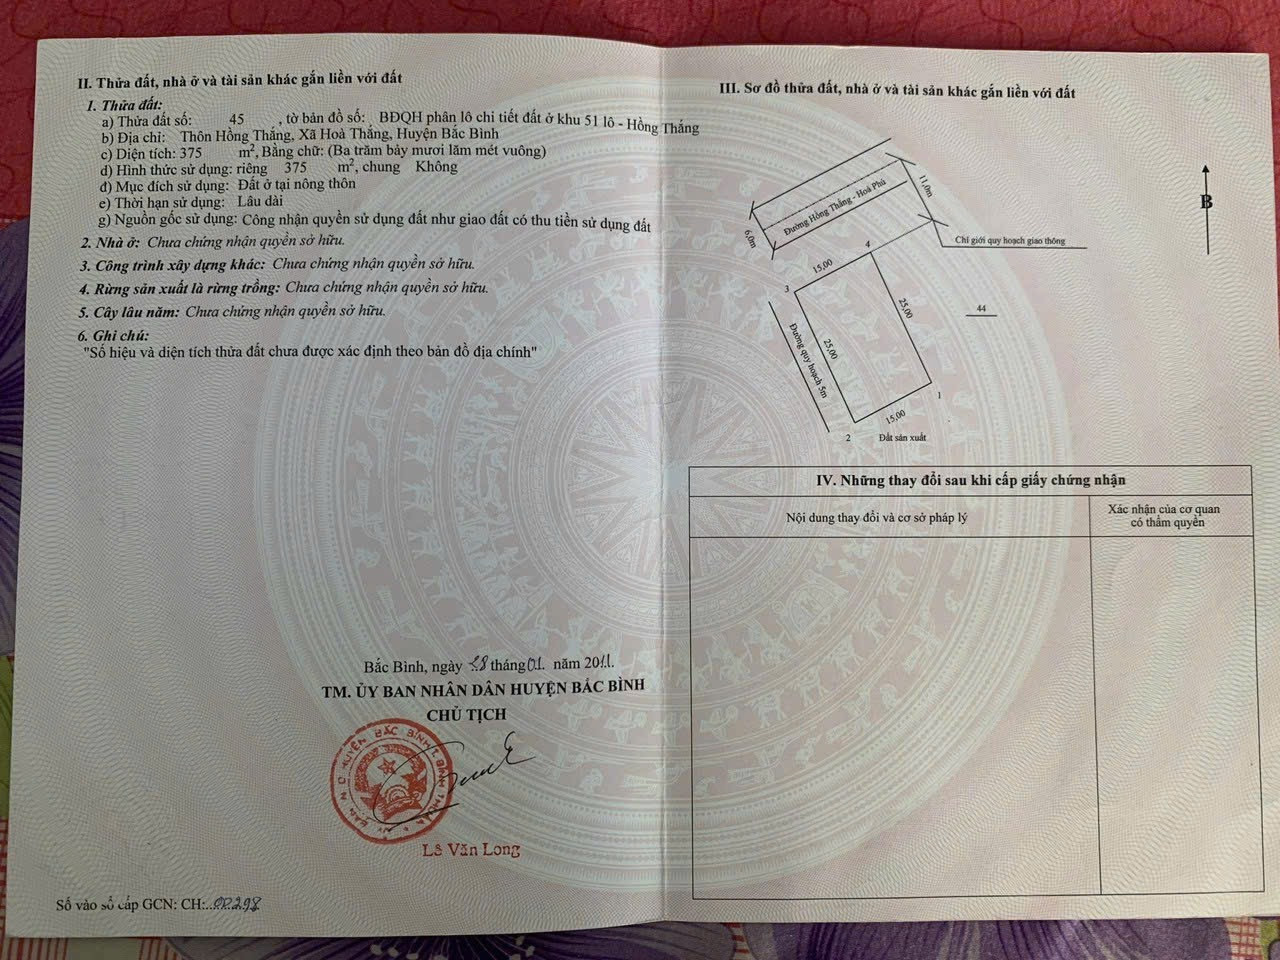 II. Thửa đất, nhà ở và tài sản khác gắn liền với đất
1. Thửa đất:
a) Thửa đất số: 45 , tờ bản đồ số: BĐQH phân lô chi tiết đất ở khu 51 lô - Hồng Thắng
b) Địa chỉ: Thôn Hồng Thắng, Xã Hoà Thắng, Huyện Bắc Bình
c) Diện tích: 375 m², Bằng chữ: (Ba trăm bảy mươi lăm mét vuông)
d) Hình thức sử dụng: riêng 375 m², chung Không
đ) Mục đích sử dụng: Đất ở tại nông thôn
e) Thời hạn sử dụng: Lâu dài
g) Nguồn gốc sử dụng: Công nhận quyền sử dụng đất như giao đất có thu tiền sử dụng đất
2. Nhà ở: Chưa chứng nhận quyền sở hữu.
3. Công trình xây dựng khác: Chưa chứng nhận quyền sở hữu.
4. Rừng sản xuất là rừng trồng: Chưa chứng nhận quyền sở hữu.
5. Cây lâu năm: Chưa chứng nhận quyền sở hữu.
6. Ghi chú:
"Số hiệu và diện tích thửa đất chưa được xác định theo bản đồ địa chính"
Bắc Bình, ngày 28 tháng 01. năm 2011.
TM. ỦY BAN NHÂN DÂN HUYỆN BẮC BÌNH
CHỦ TỊCH
Lê Văn Long
Số vào sổ cấp GCN: CH:..00298
III. Sơ đồ thửa đất, nhà ở và tài sản khác gắn liền với đất
11,0m
Đường Hồng Thắng - Hoà Phú
6,0m
B
Chỉ giới quy hoạch giao thông
4
15,00
3
25,00
44
Đường quy hoạch 5m
25,00
1
15,00
2
Đất sản xuất
IV. Những thay đổi sau khi cấp giấy chứng nhận
Nội dung thay đổi và cơ sở pháp lý
Xác nhận của cơ quan
có thẩm quyền